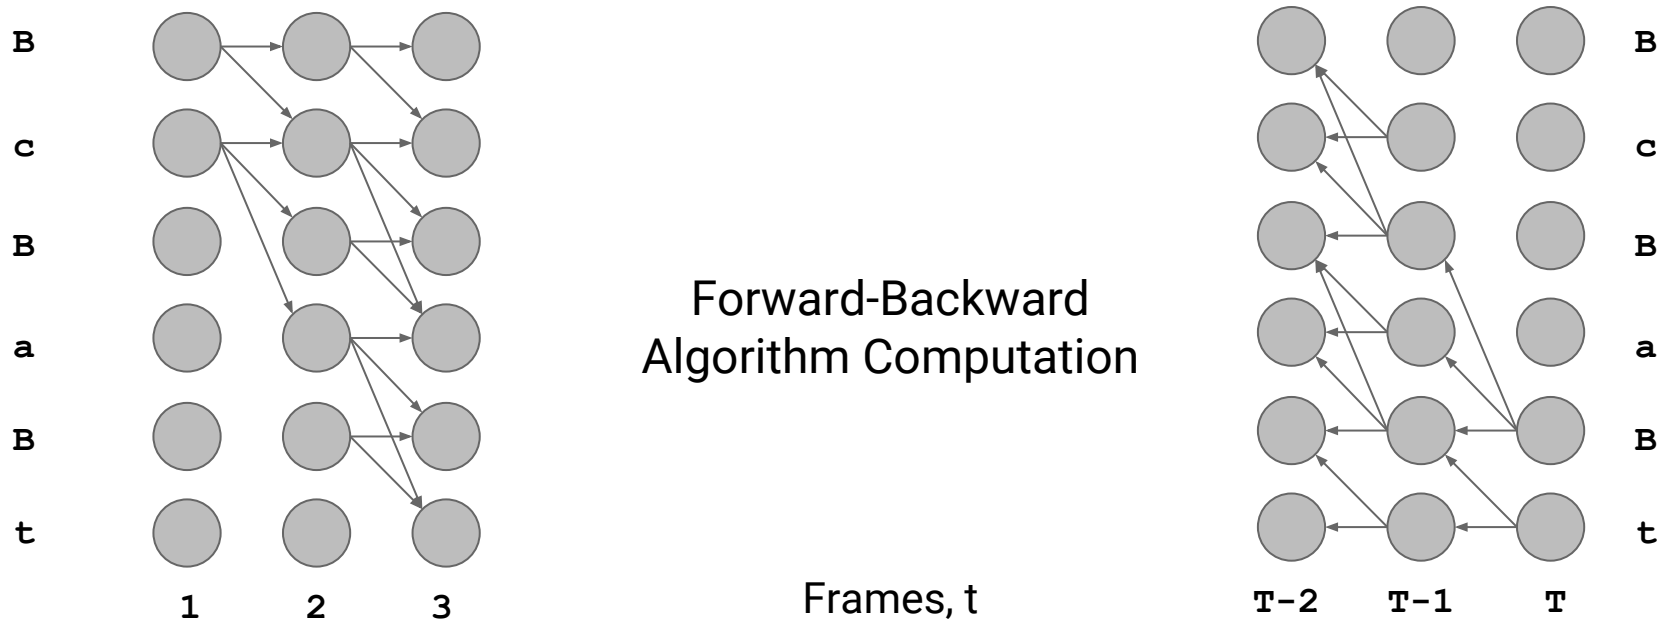 B
c
B
a
B
t
1 2 3
Forward-Backward
Algorithm Computation
Frames, t
B
c
B
a
B
t
T-2 T-1 T